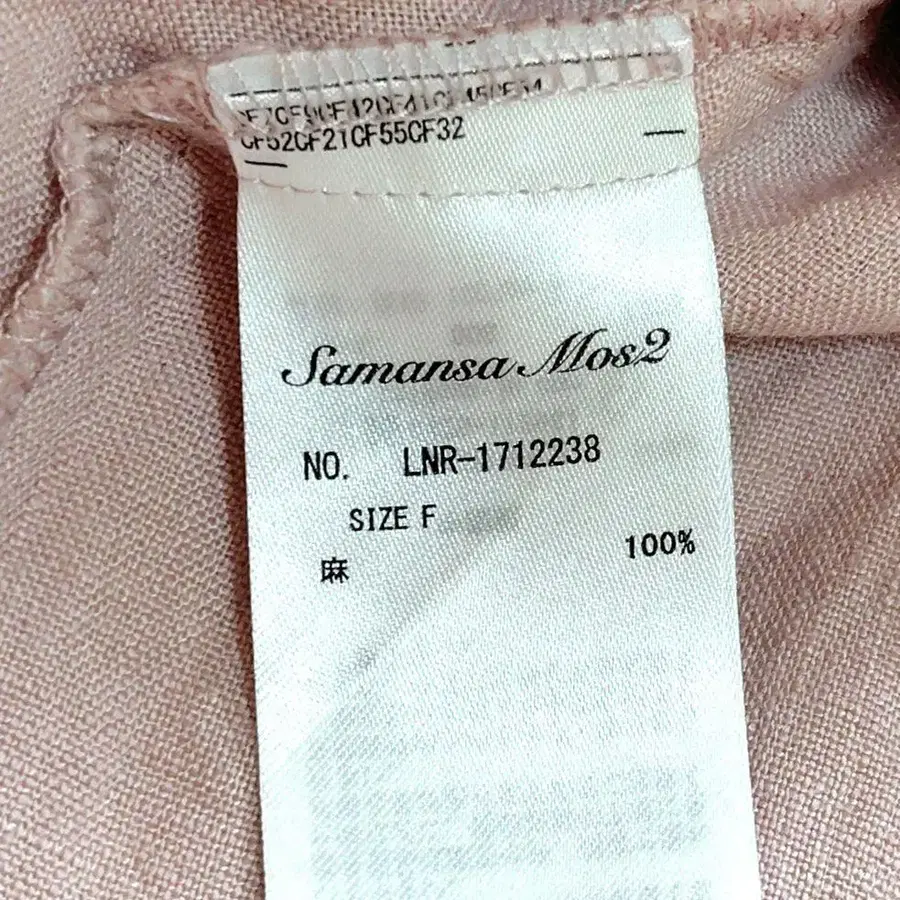 CF52CF21CF55CF32
Samansa Mos2
NO. LNR-1712238
SIZE F
麻 100%